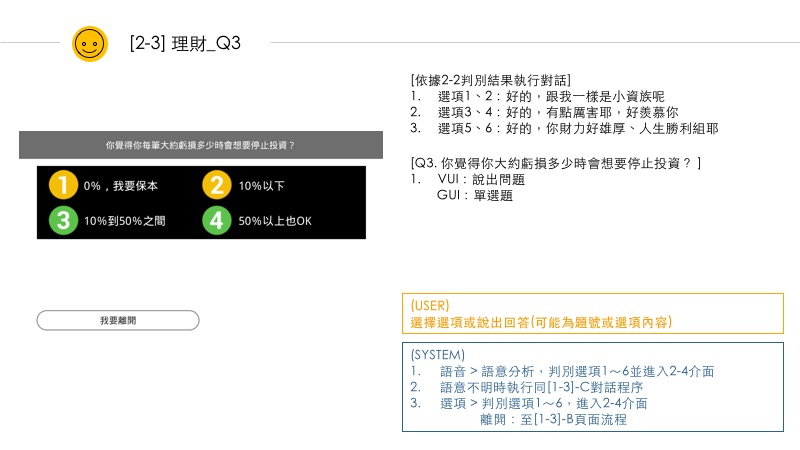 [2-3] 理財_Q3
你覺得你每筆大約虧損多少時會想要停止投資？
1 0%，我要保本
2 10%以下
3 10%到50%之間
4 50%以上也OK
我要離開
[依據2-2判別結果執行對話]
1. 選項1、2：好的，跟我一樣是小資族呢
2. 選項3、4：好的，有點厲害耶，好羨慕你
3. 選項5、6：好的，你財力好雄厚、人生勝利組耶
[Q3. 你覺得你大約虧損多少時會想要停止投資？ ]
1. VUI：說出問題
GUI：單選題
(USER)
選擇選項或說出回答(可能為題號或選項內容)
(SYSTEM)
1. 語音 > 語意分析，判別選項1～6並進入2-4介面
2. 語意不明時執行同[1-3]-C對話程序
3. 選項 > 判別選項1～6，進入2-4介面
離開：至[1-3]-B頁面流程